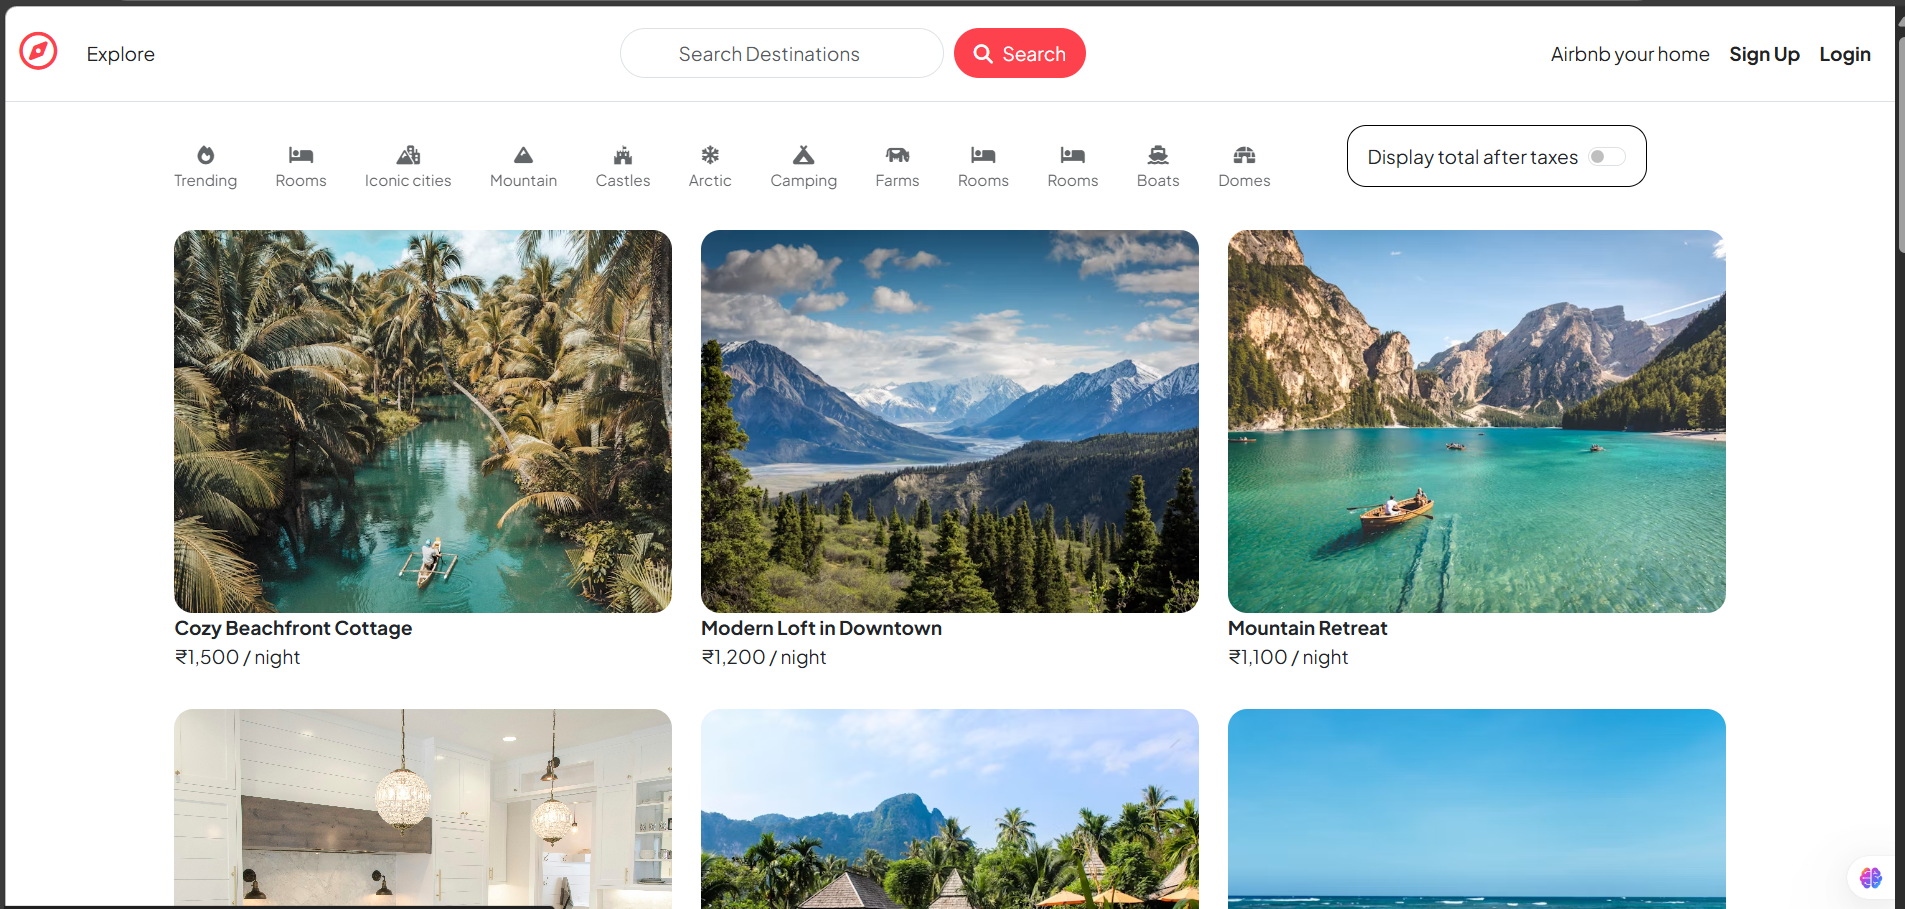 Explore
Search Destinations
Search
Airbnb your home
Sign Up
Login
Trending
Rooms
Iconic cities
Mountain
Castles
Arctic
Camping
Farms
Rooms
Rooms
Boats
Domes
Display total after taxes
Cozy Beachfront Cottage
₹1,500 / night
Modern Loft in Downtown
₹1,200 / night
Mountain Retreat
₹1,100 / night